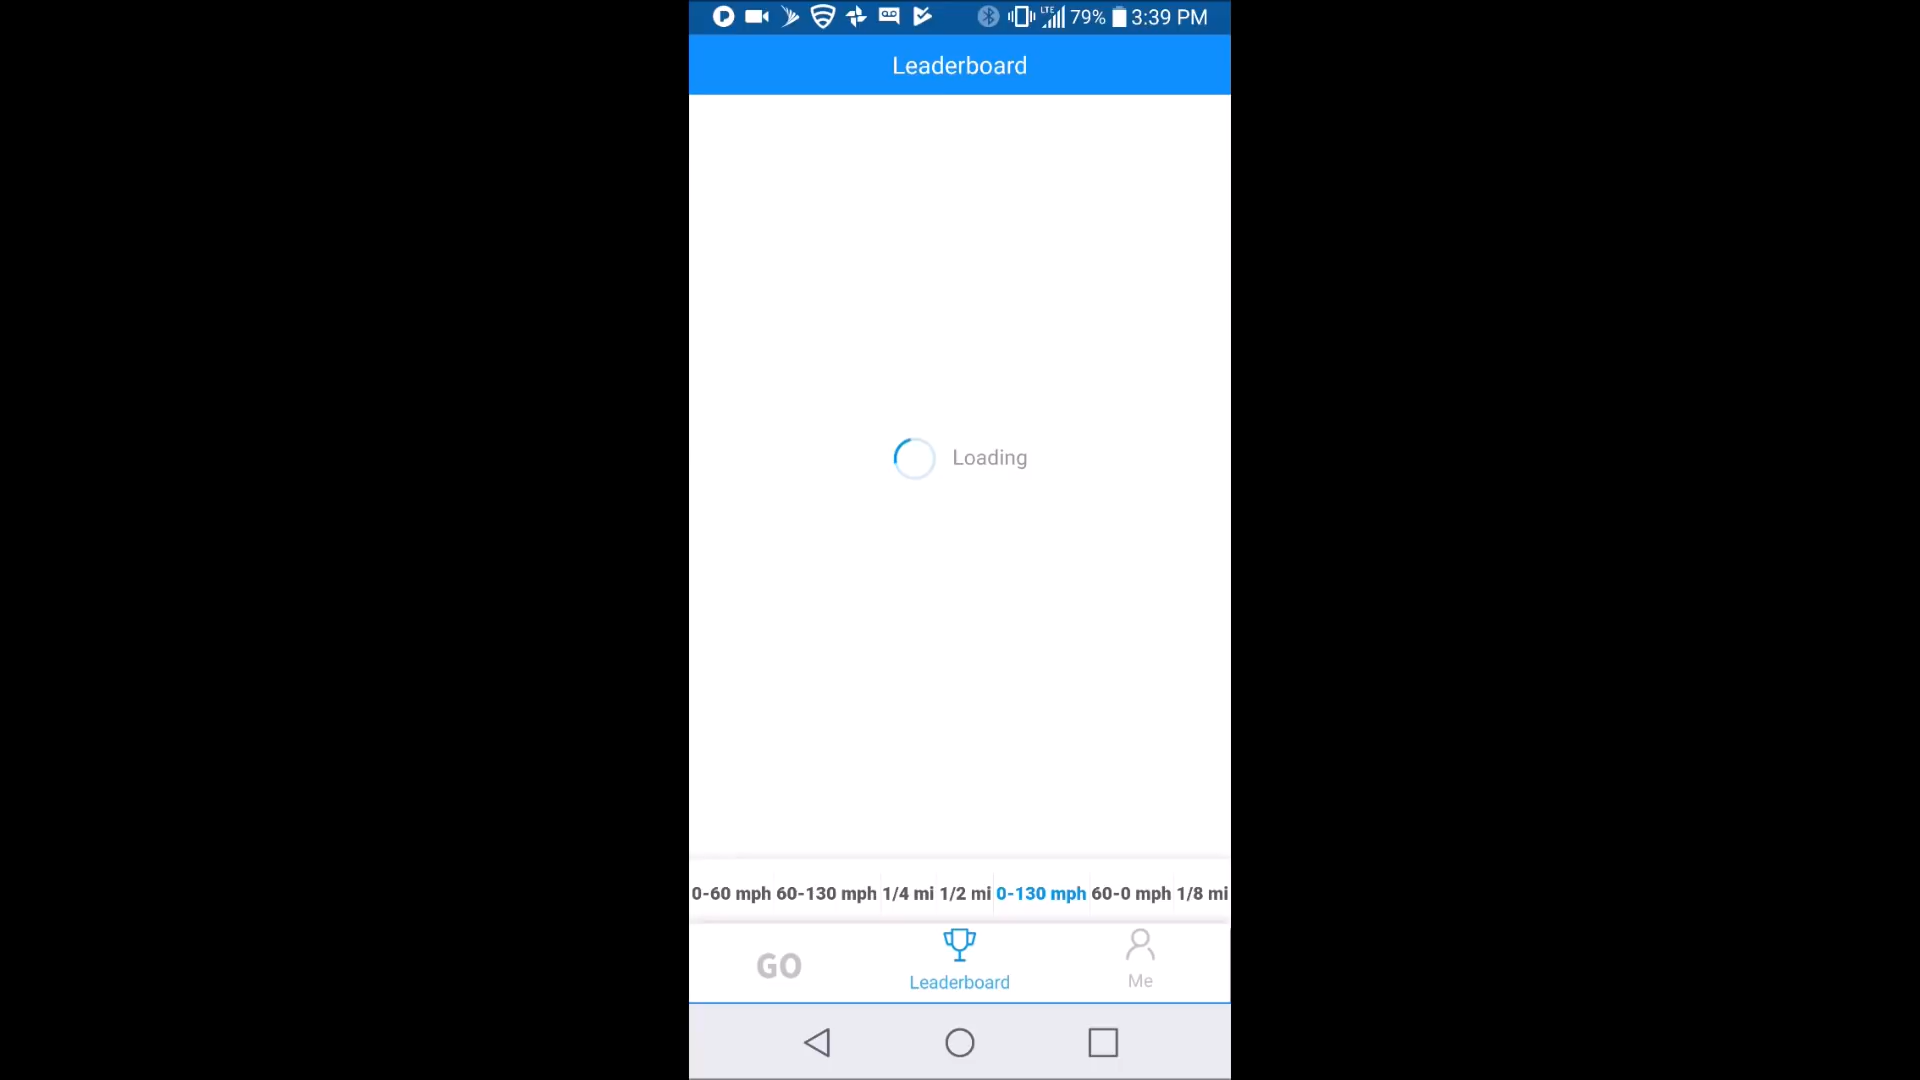 LTE 79% 3:39 PM
Leaderboard
Loading
0-60 mph 60-130 mph 1/4 mi 1/2 mi 0-130 mph 60-0 mph 1/8 mi
GO Leaderboard Me